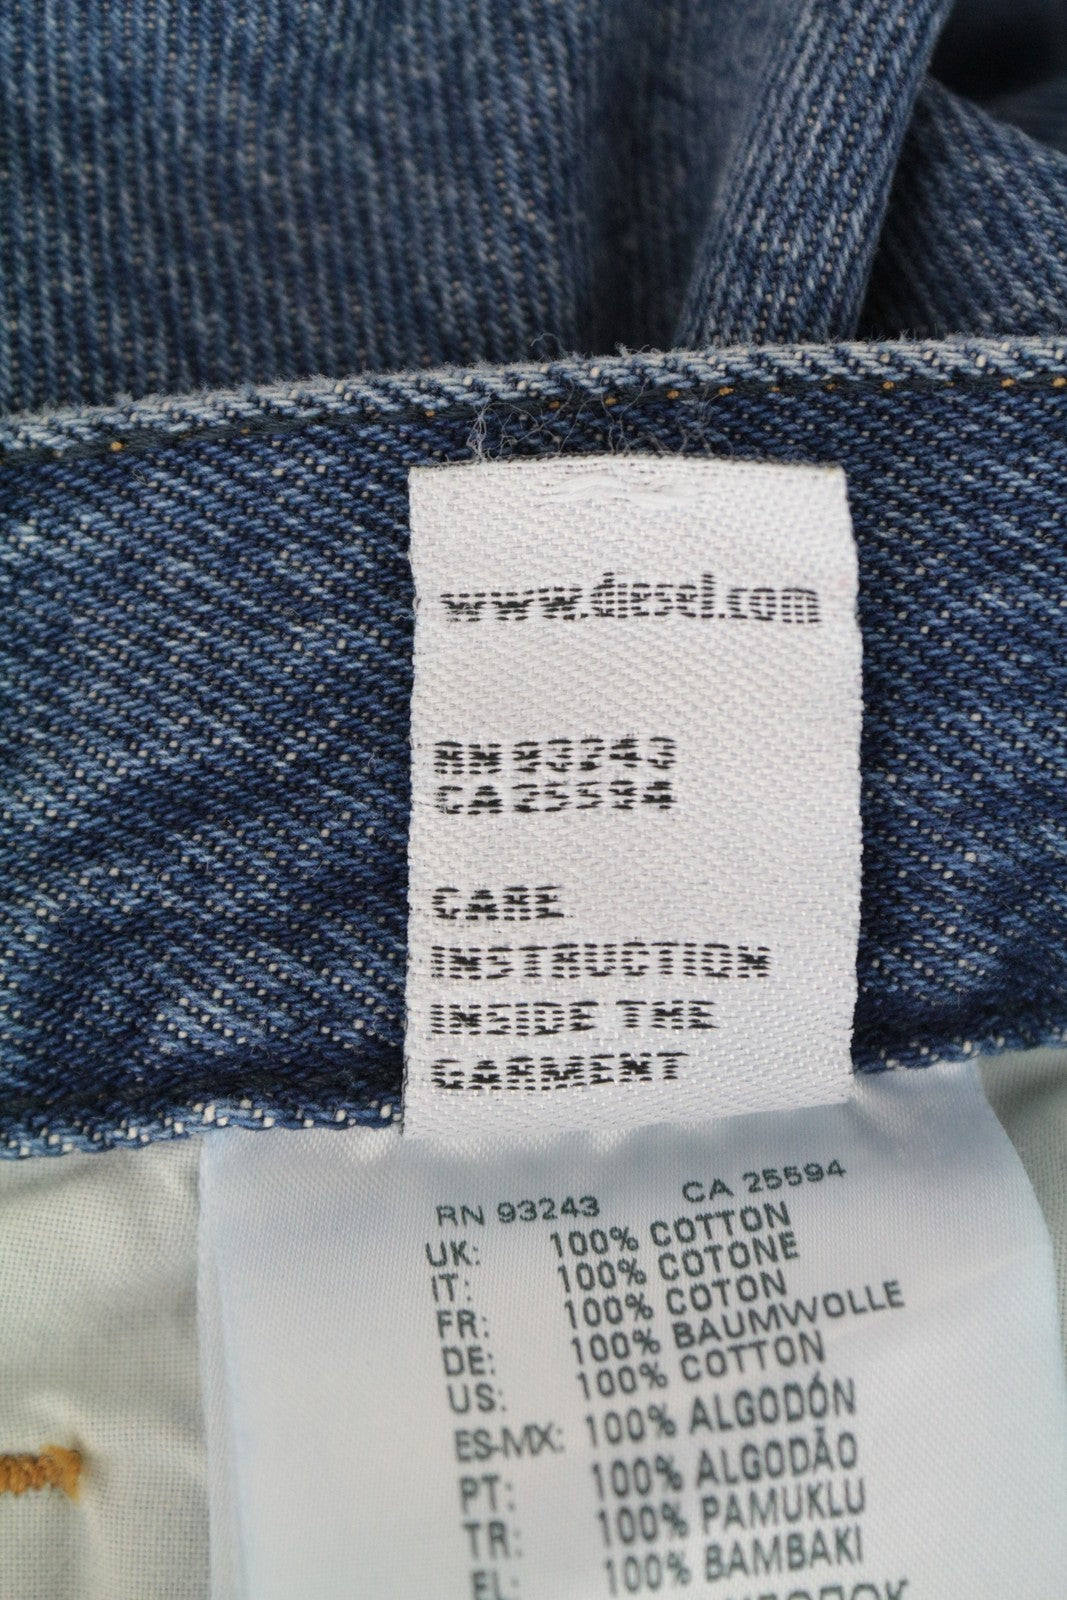 www.diesel.com
RN 93243
CA 25594
CARE
INSTRUCTION
INSIDE THE
GARMENT
RN 93243 CA 25594
UK: 100% COTTON
IT: 100% COTONE
FR: 100% COTON
DE: 100% BAUMWOLLE
US: 100% COTTON
ES-MX: 100% ALGODÓN
PT: 100% ALGODÃO
TR: 100% PAMUKLU
EL: 100% BAMBAKI